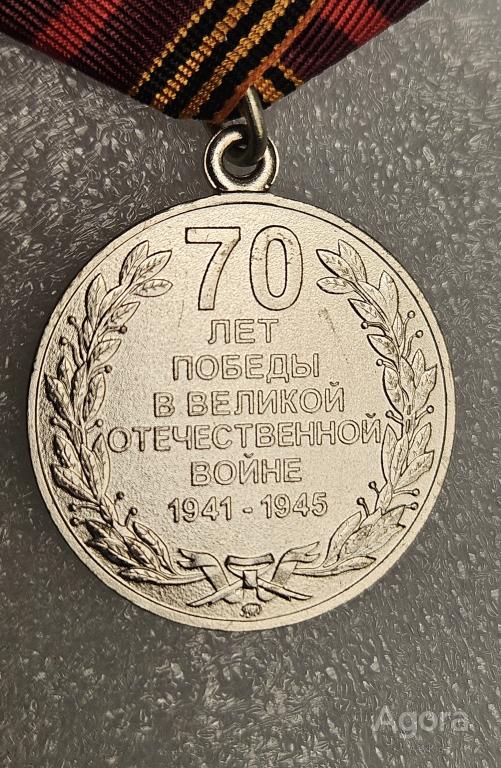 70
ЛЕТ
ПОБЕДЫ
В ВЕЛИКОЙ
ОТЕЧЕСТВЕННОЙ
ВОЙНЕ
1941 - 1945
Agora